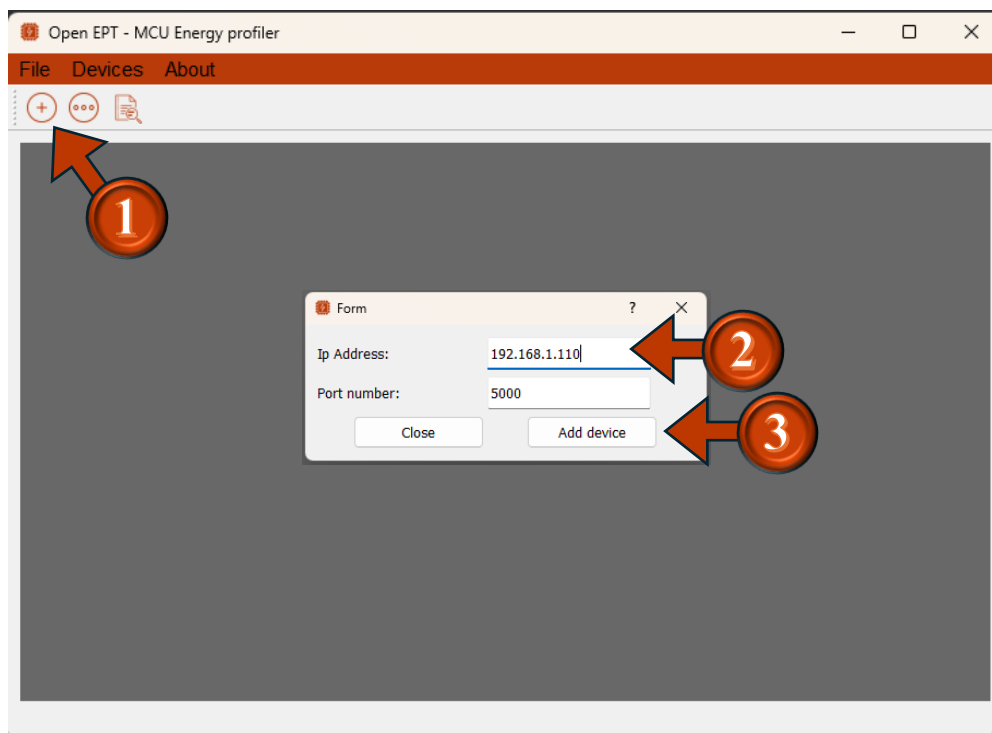 Open EPT - MCU Energy profiler
File Devices About
1
Form ?
Ip Address: 192.168.1.110
2
Port number: 5000
Close Add device
3